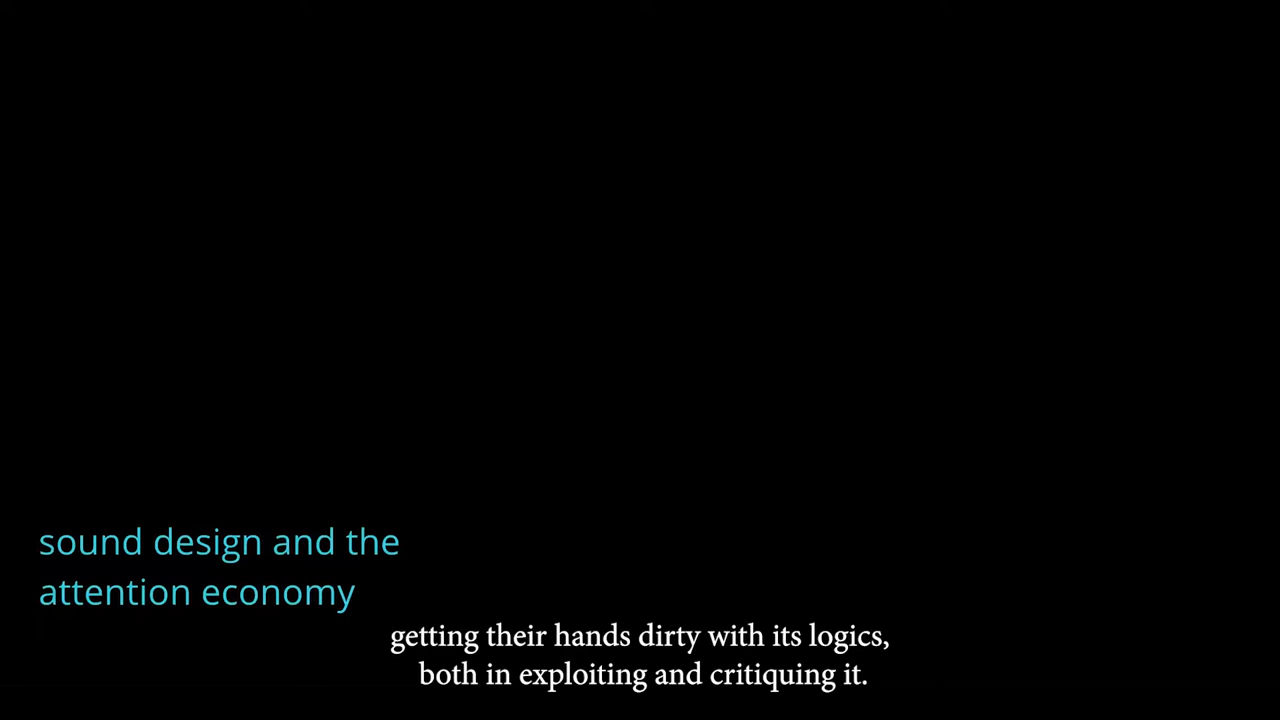 sound design and the
attention economy
getting their hands dirty with its logics,
both in exploiting and critiquing it.